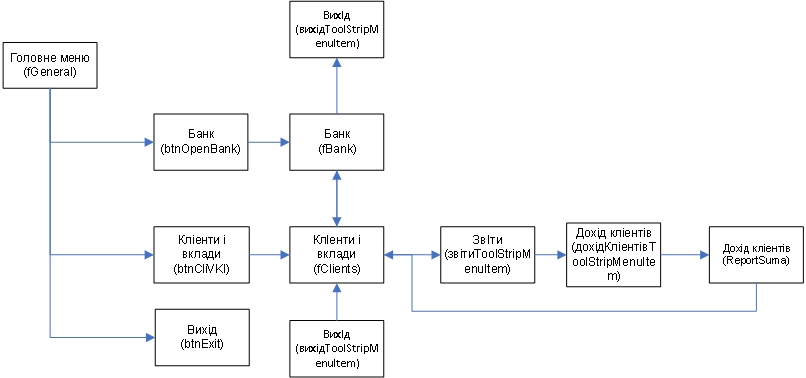 Вихід
(вихідToolStripM
enuItem)
Головне меню
(fGeneral)
Банк
(btnOpenBank)
Банк
(fBank)
Клієнти і
вклади
(btnClVKl)
Клієнти і
вклади
(fClients)
Звіти
(звітиToolStripM
enuItem)
Дохід клієнтів
(дохідКлієнтівT
oolStripMenuIte
m)
Дохід клієнтів
(ReportSuma)
Вихід
(btnExit)
Вихід
(вихідToolStripM
enuItem)